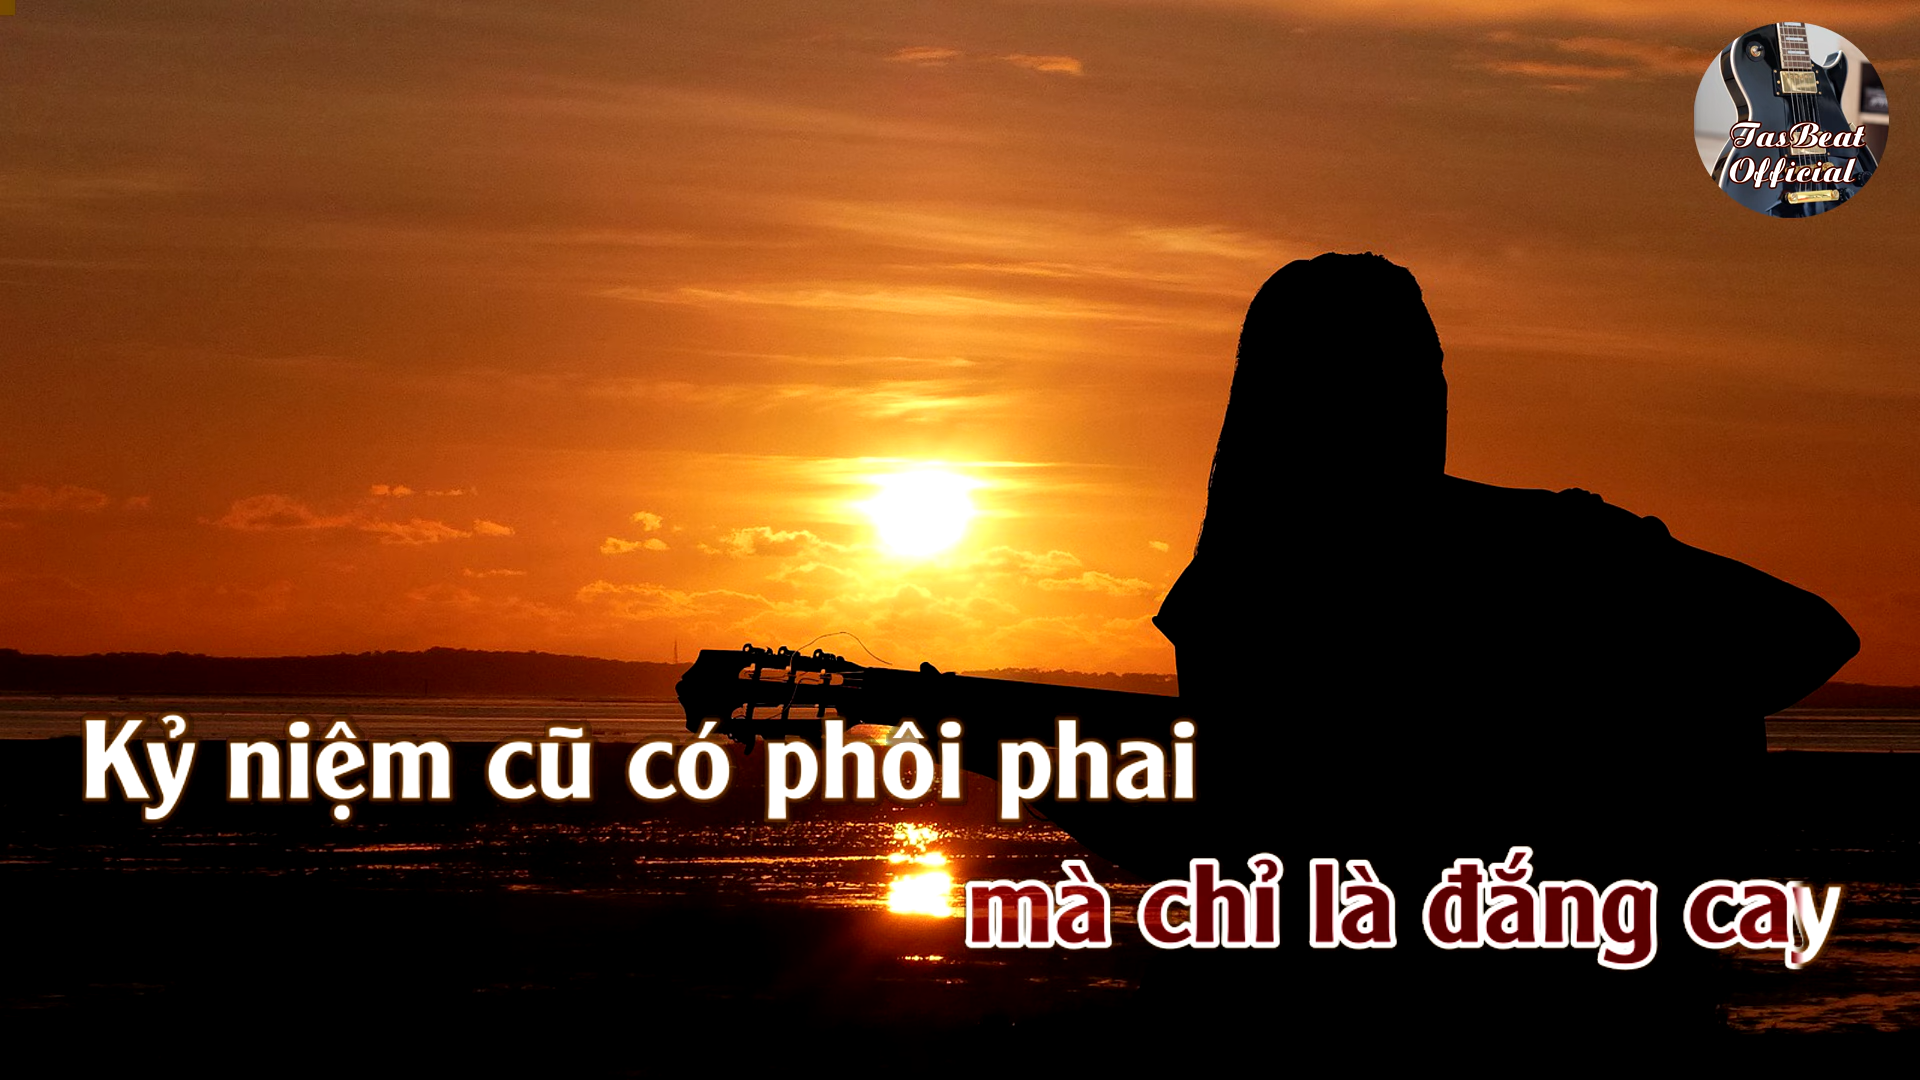 TasBeat
Official
Kỷ niệm cũ có phôi phai
mà chỉ là đắng cay